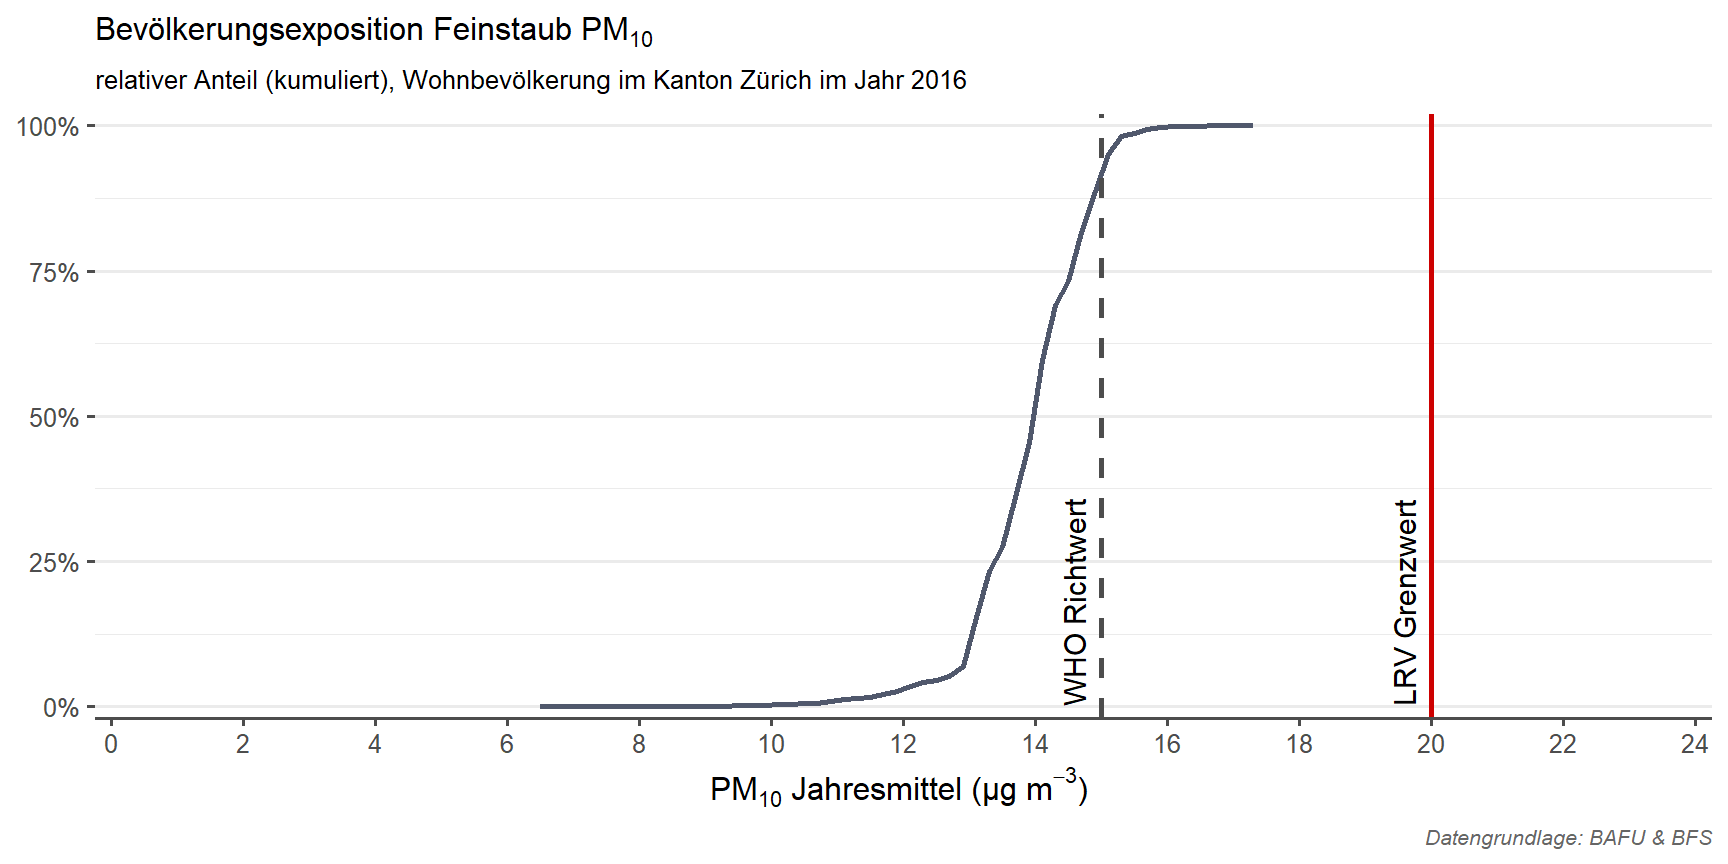 Bevölkerungsexposition Feinstaub PM₁₀
relativer Anteil (kumuliert), Wohnbevölkerung im Kanton Zürich im Jahr 2016
100%
75%
50%
25%
0%
WHO Richtwert
LRV Grenzwert
0 2 4 6 8 10 12 14 16 18 20 22 24
PM₁₀ Jahresmittel (µg m⁻³)
Datengrundlage: BAFU & BFS